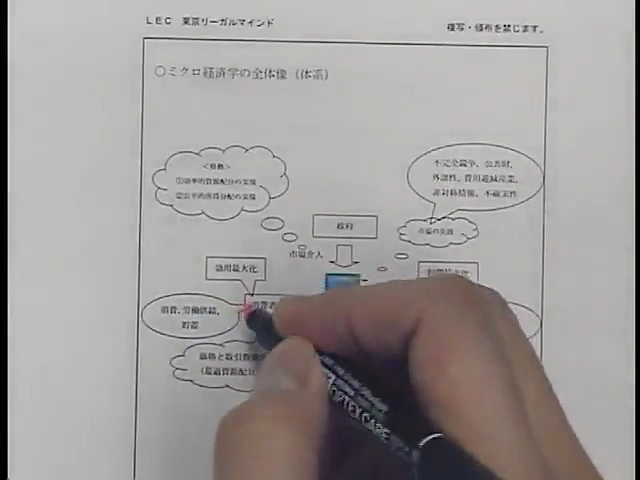 LEC 東京リーガルマインド
複写・頒布を禁じます。
○ミクロ経済学の全体像(体系)
①効率的資源配分の実現
②公平的所得分配の実現
不完全競争、公共財、
外部性、費用逓減産業、
非対称情報、不確実性
政府
市場の失敗
市場介入
効用最大化
消費、労働供給、
貯蓄
消費者
価格と取引数量